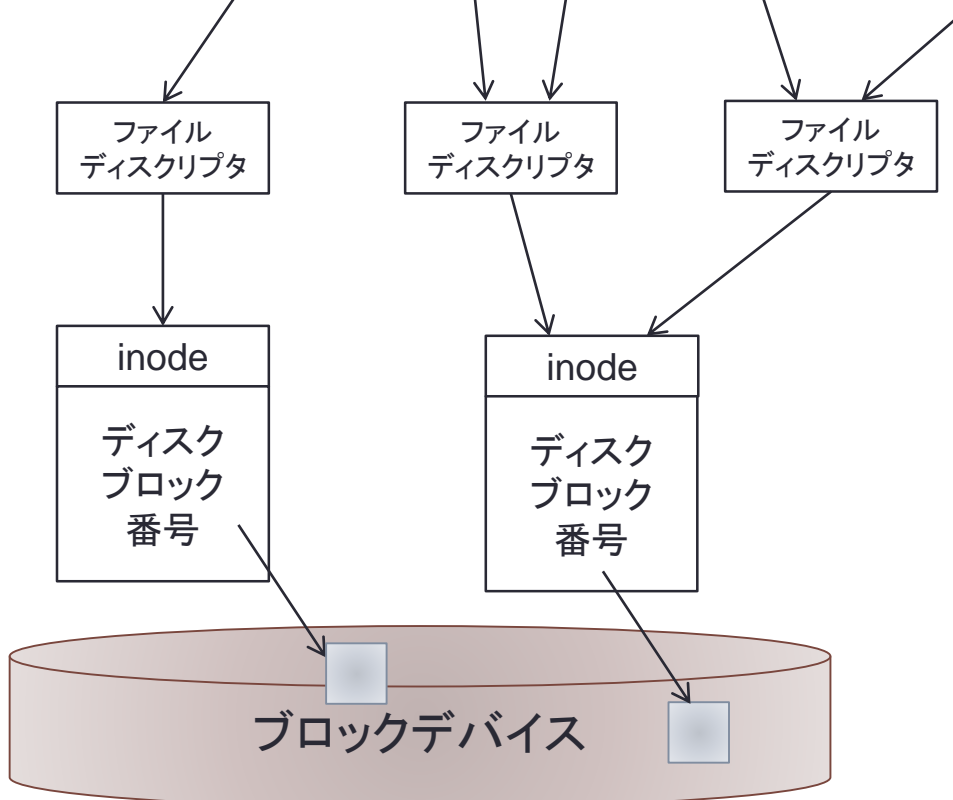 ファイル
ディスクリプタ
ファイル
ディスクリプタ
ファイル
ディスクリプタ
inode
ディスク
ブロック
番号
inode
ディスク
ブロック
番号
ブロックデバイス